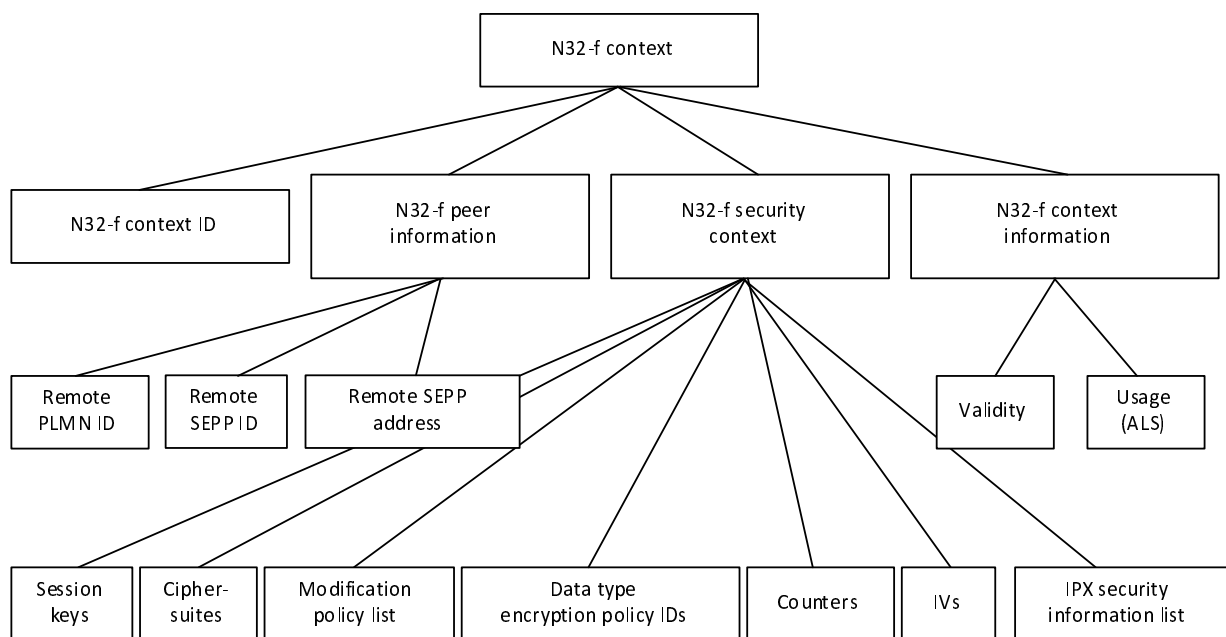 N32-f context
N32-f context ID
N32-f peer
information
N32-f security
context
N32-f context
information
Remote
PLMN ID
Remote
SEPP ID
Remote SEPP
address
Validity
Usage
(ALS)
Session
keys
Cipher-
suites
Modification
policy list
Data type
encryption policy IDs
Counters
IVs
IPX security
information list